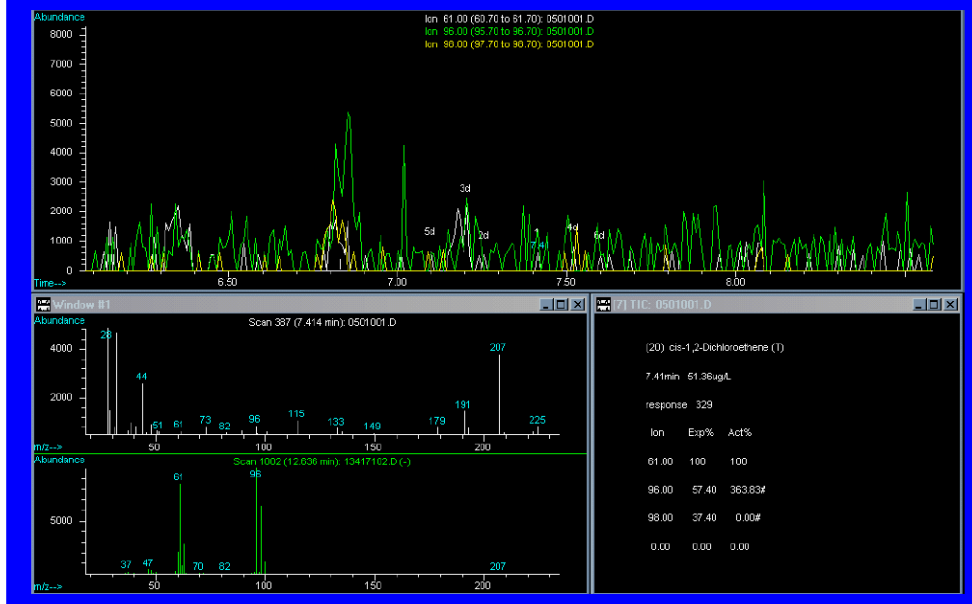 Abundance
Ion 61.00 (60.70 to 61.70): 0501001.D
Ion 96.00 (95.70 to 96.70): 0501001.D
Ion 98.00 (97.70 to 98.70): 0501001.D
8000
7000
6000
5000
4000
3000
2000
1000
0
5d
3d
2d
1
7.4
4d
6d
Time-->
6.50
7.00
7.50
8.00
Window #1
Abundance
Scan 387 (7.414 min): 0501001.D
4000
2000
28
44
51
61
73
82
96
115
133
149
179
191
207
225
m/z-->
50
100
150
200
Abundance
Scan 1002 (12.636 min): 13417162.D (-)
5000
37
47
61
70
82
96
207
m/z-->
50
100
150
200
[7] TIC: 0501001.D
(20) cis-1,2-Dichloroethene (T)
7.41min 51.36ug/L
response 329
Ion Exp% Act%
61.00 100 100
96.00 57.40 363.83#
98.00 37.40 0.00#
0.00 0.00 0.00